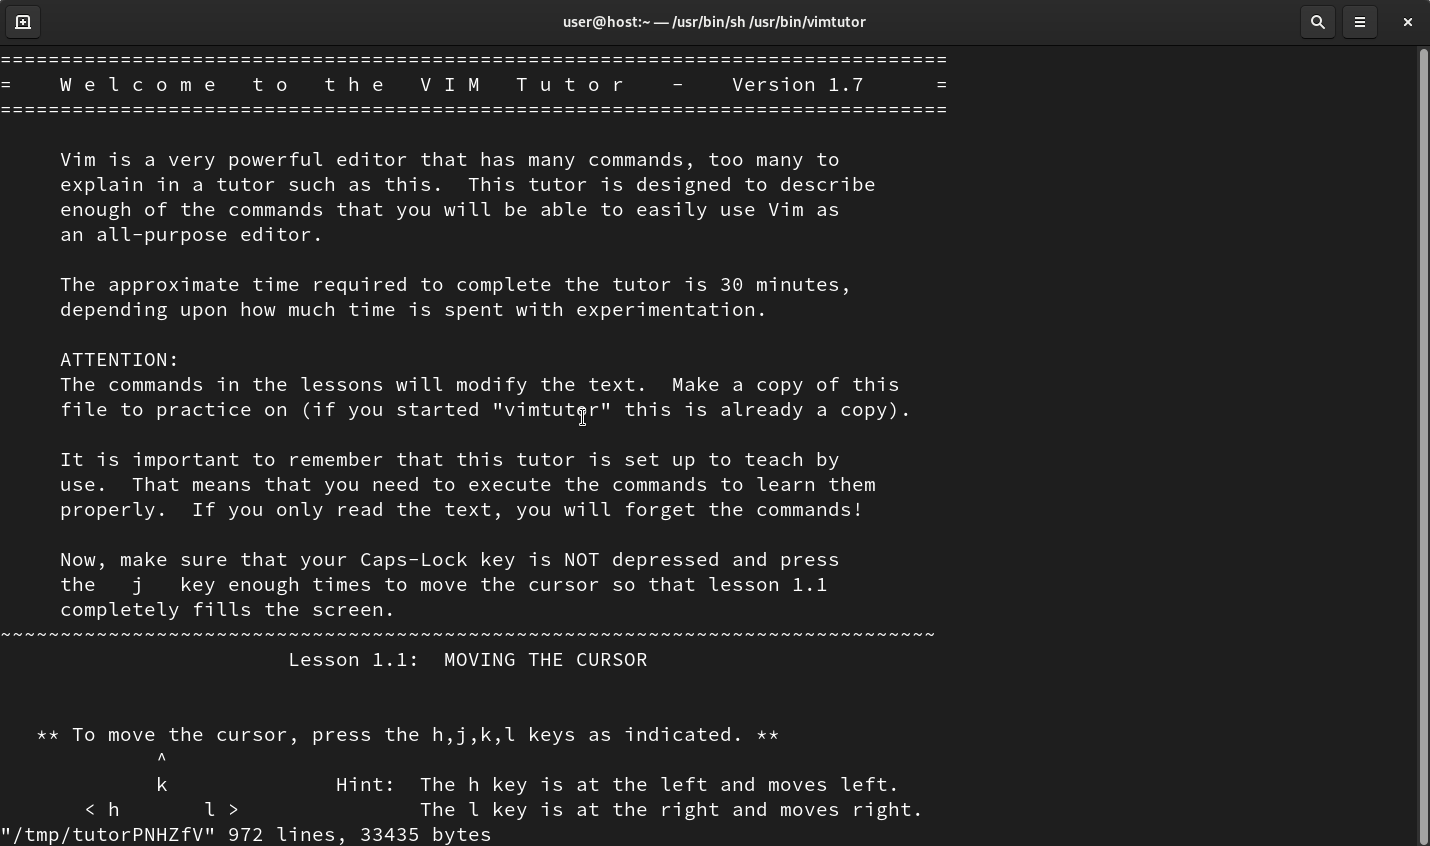 user@host:~ — /usr/bin/sh /usr/bin/vimtutor
===============================================================================
=    W e l c o m e   t o   t h e   V I M   T u t o r    -    Version 1.7      =
===============================================================================
     Vim is a very powerful editor that has many commands, too many to
     explain in a tutor such as this.  This tutor is designed to describe
     enough of the commands that you will be able to easily use Vim as
     an all-purpose editor.
     The approximate time required to complete the tutor is 30 minutes,
     depending upon how much time is spent with experimentation.
     ATTENTION:
     The commands in the lessons will modify the text.  Make a copy of this
     file to practice on (if you started "vimtutor" this is already a copy).
     It is important to remember that this tutor is set up to teach by
     use.  That means that you need to execute the commands to learn them
     properly.  If you only read the text, you will forget the commands!
     Now, make sure that your Caps-Lock key is NOT depressed and press
     the   j   key enough times to move the cursor so that lesson 1.1
     completely fills the screen.
~~~~~~~~~~~~~~~~~~~~~~~~~~~~~~~~~~~~~~~~~~~~~~~~~~~~~~~~~~~~~~~~~~~~~~~~~~~~~~
                        Lesson 1.1:  MOVING THE CURSOR
   ** To move the cursor, press the h,j,k,l keys as indicated. **
             ^
             k              Hint:  The h key is at the left and moves left.
       < h       l >               The l key is at the right and moves right.
"/tmp/tutorPNHZfV" 972 lines, 33435 bytes